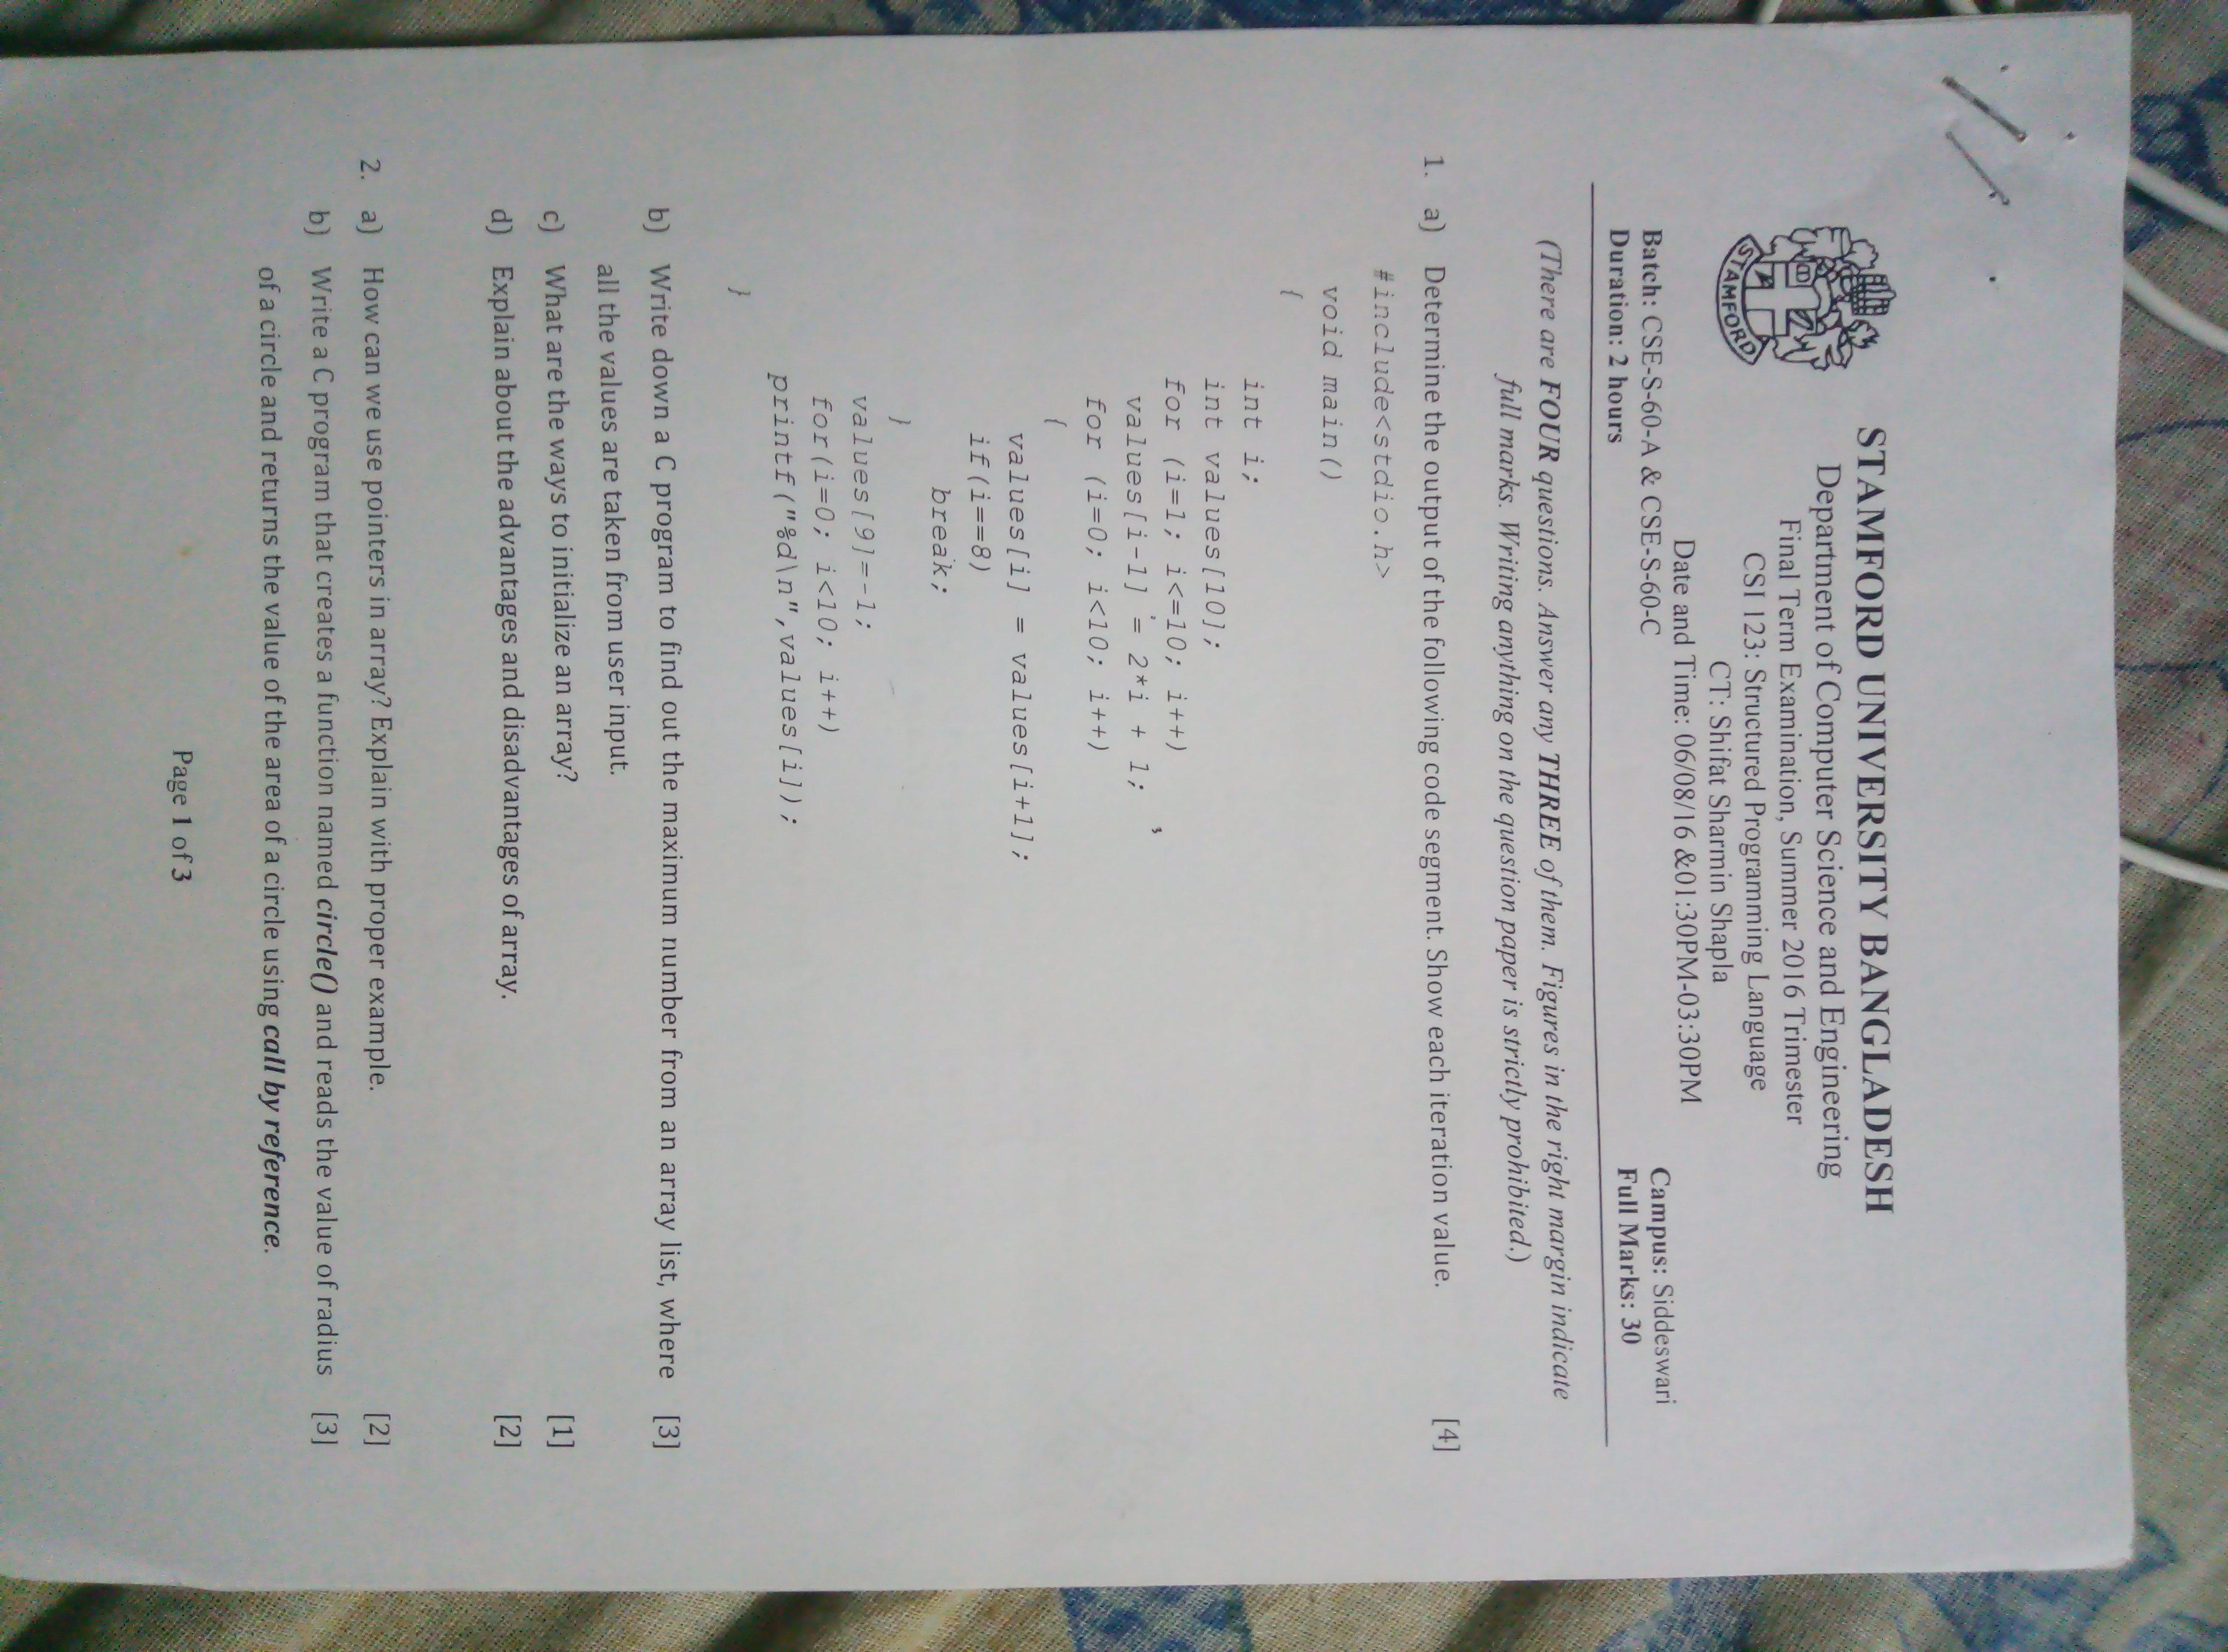 STAMFORD
STAMFORD UNIVERSITY BANGLADESH
Department of Computer Science and Engineering
Final Term Examination, Summer 2016 Trimester
CSI 123: Structured Programming Language
CT: Shifat Sharmin Shapla
Date and Time: 06/08/16 &01:30PM-03:30PM
Batch: CSE-S-60-A & CSE-S-60-C Campus: Siddeswari
Duration: 2 hours Full Marks: 30
(There are FOUR questions. Answer any THREE of them. Figures in the right margin indicate
full marks. Writing anything on the question paper is strictly prohibited.)
1. a) Determine the output of the following code segment. Show each iteration value. [4]
#include<stdio.h>
void main()
{
int i;
int values[10];
for (i=1; i<=10; i++)
values[i-1] = 2*i + 1;
for (i=0; i<10; i++)
{
values[i] = values[i+1];
if(i==8)
break;
}
values[9]=-1;
for(i=0; i<10; i++)
printf("%d\n",values[i]);
}
b) Write down a C program to find out the maximum number from an array list, where [3]
all the values are taken from user input.
c) What are the ways to initialize an array? [1]
d) Explain about the advantages and disadvantages of array. [2]
2. a) How can we use pointers in array? Explain with proper example. [2]
b) Write a C program that creates a function named circle() and reads the value of radius [3]
of a circle and returns the value of the area of a circle using call by reference.
Page 1 of 3